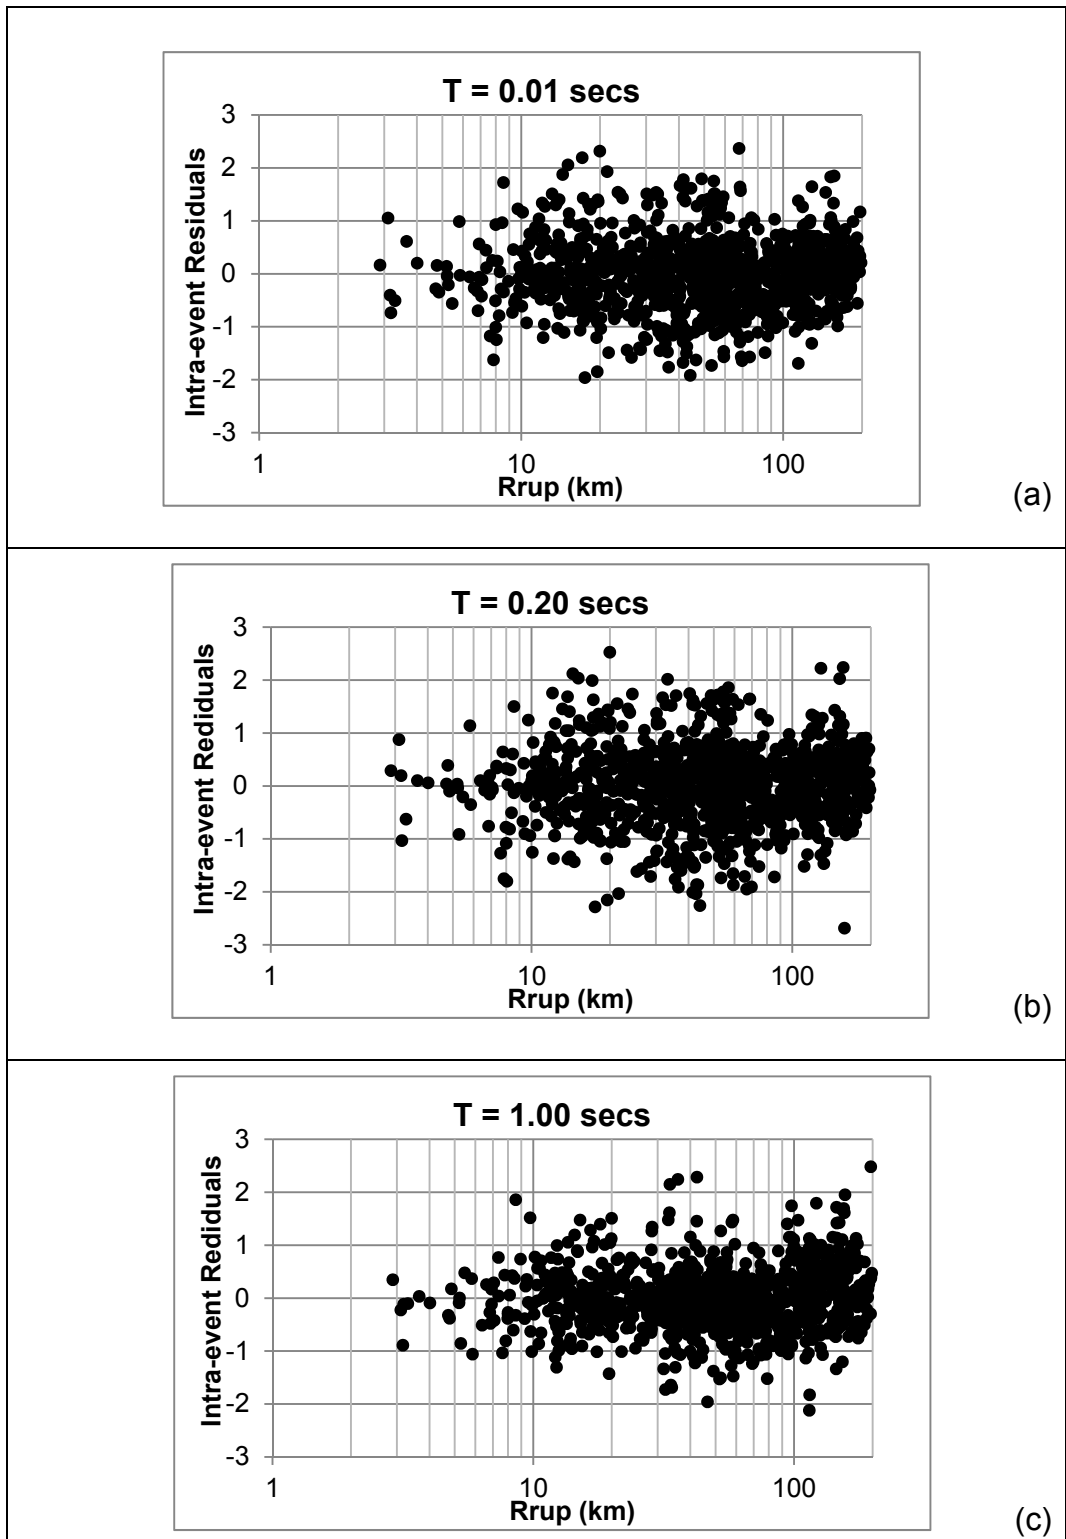 T = 0.01 secs
3
2
1
0
-1
-2
-3
Intra-event Residuals
1
10
100
Rrup (km)
(a)
T = 0.20 secs
3
2
1
0
-1
-2
-3
Intra-event Rediduals
1
10
100
Rrup (km)
(b)
T = 1.00 secs
3
2
1
0
-1
-2
-3
Intra-event Rediduals
1
10
100
Rrup (km)
(c)